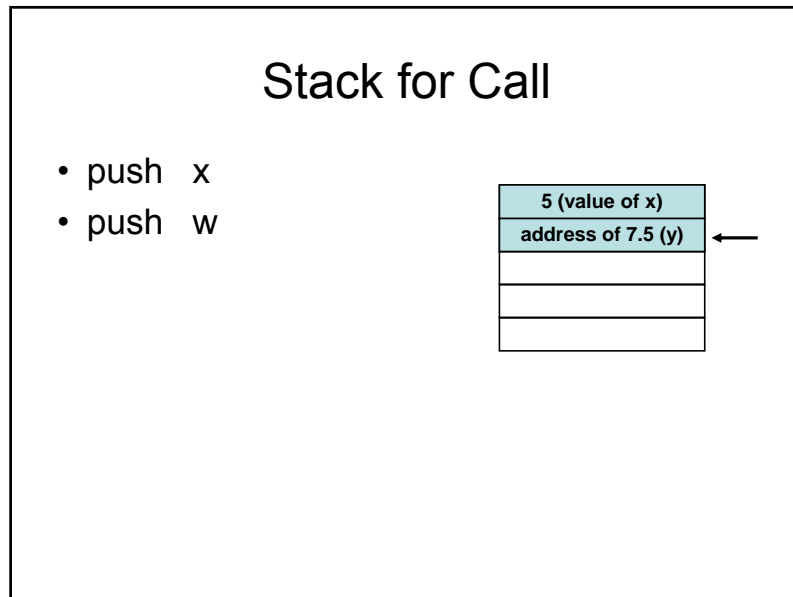 Stack for Call
• push x
• push w
5 (value of x)
address of 7.5 (y)